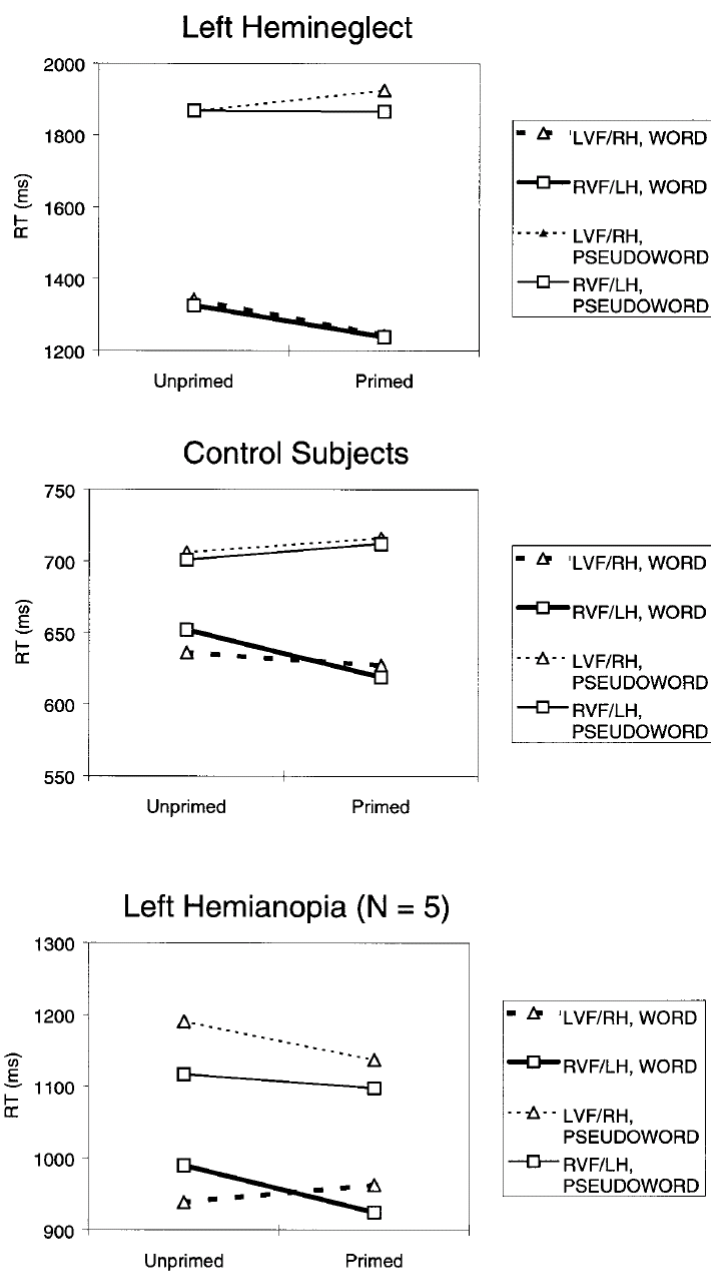 Left Hemineglect
2000
1800
1600
1400
1200
RT (ms)
Unprimed Primed
'LVF/RH, WORD
RVF/LH, WORD
LVF/RH,
PSEUDOWORD
RVF/LH,
PSEUDOWORD
Control Subjects
750
700
650
600
550
RT (ms)
Unprimed Primed
'LVF/RH, WORD
RVF/LH, WORD
LVF/RH,
PSEUDOWORD
RVF/LH,
PSEUDOWORD
Left Hemianopia (N = 5)
1300
1200
1100
1000
900
RT (ms)
Unprimed Primed
'LVF/RH, WORD
RVF/LH, WORD
LVF/RH,
PSEUDOWORD
RVF/LH,
PSEUDOWORD